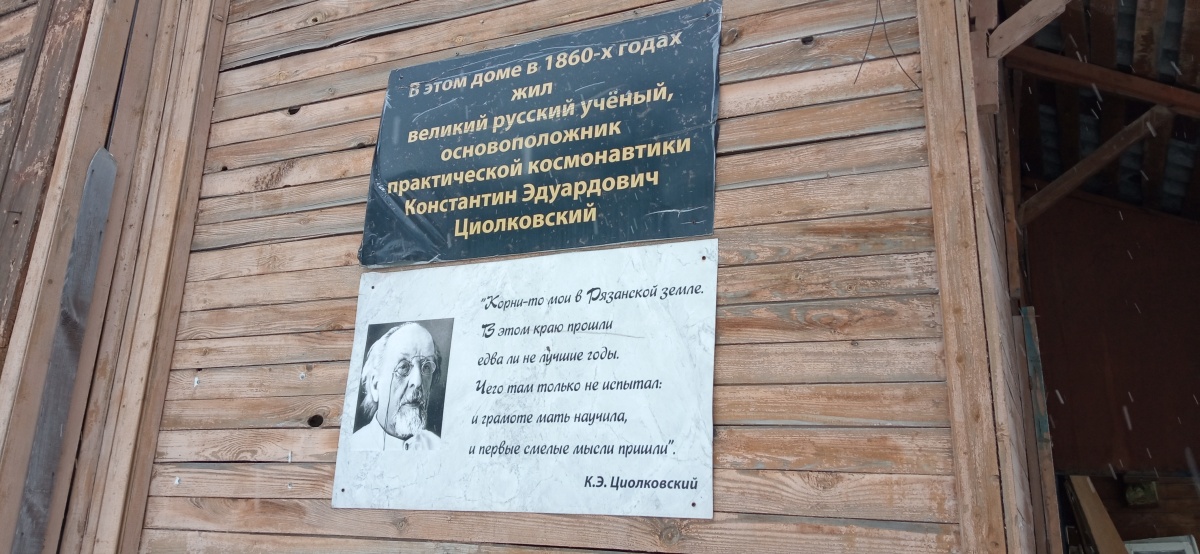 В этом доме в 1860-х годах
жил
великий русский учёный,
основоположник
практической космонавтики
Константин Эдуардович
Циолковский
"Корни-то мои в Рязанской земле.
В этом краю прошли
едва ли не лучшие годы.
Чего там только не испытал:
и грамоте мать научила,
и первые смелые мысли пришли".
К.Э. Циолковский